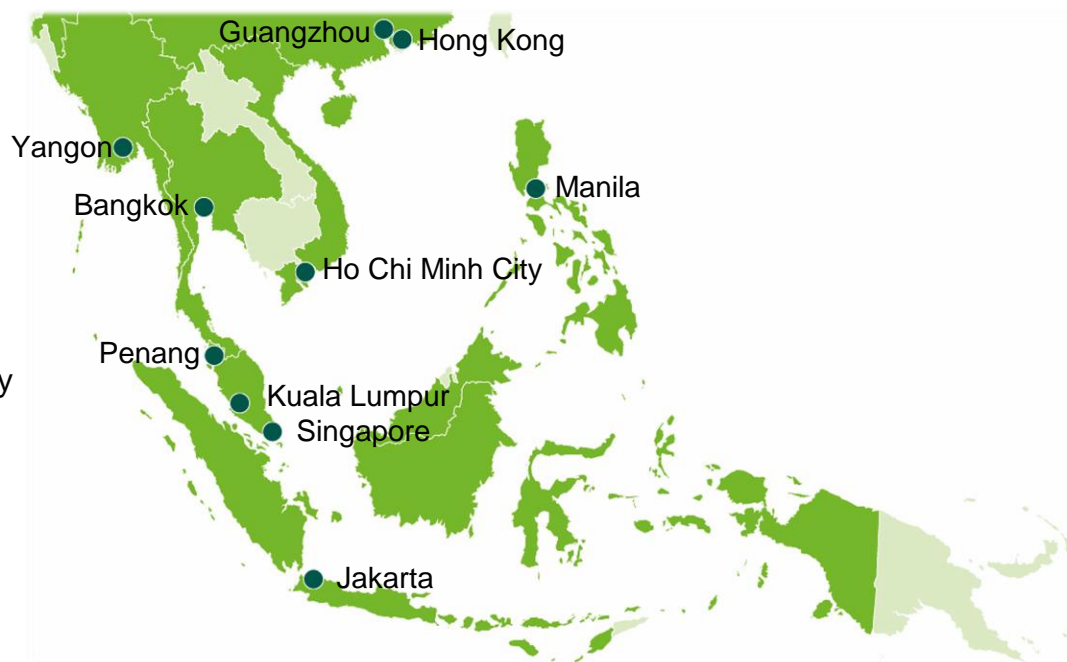 Guangzhou
Hong Kong
Yangon
Manila
Bangkok
Ho Chi Minh City
Penang
y
Kuala Lumpur
Singapore
Jakarta